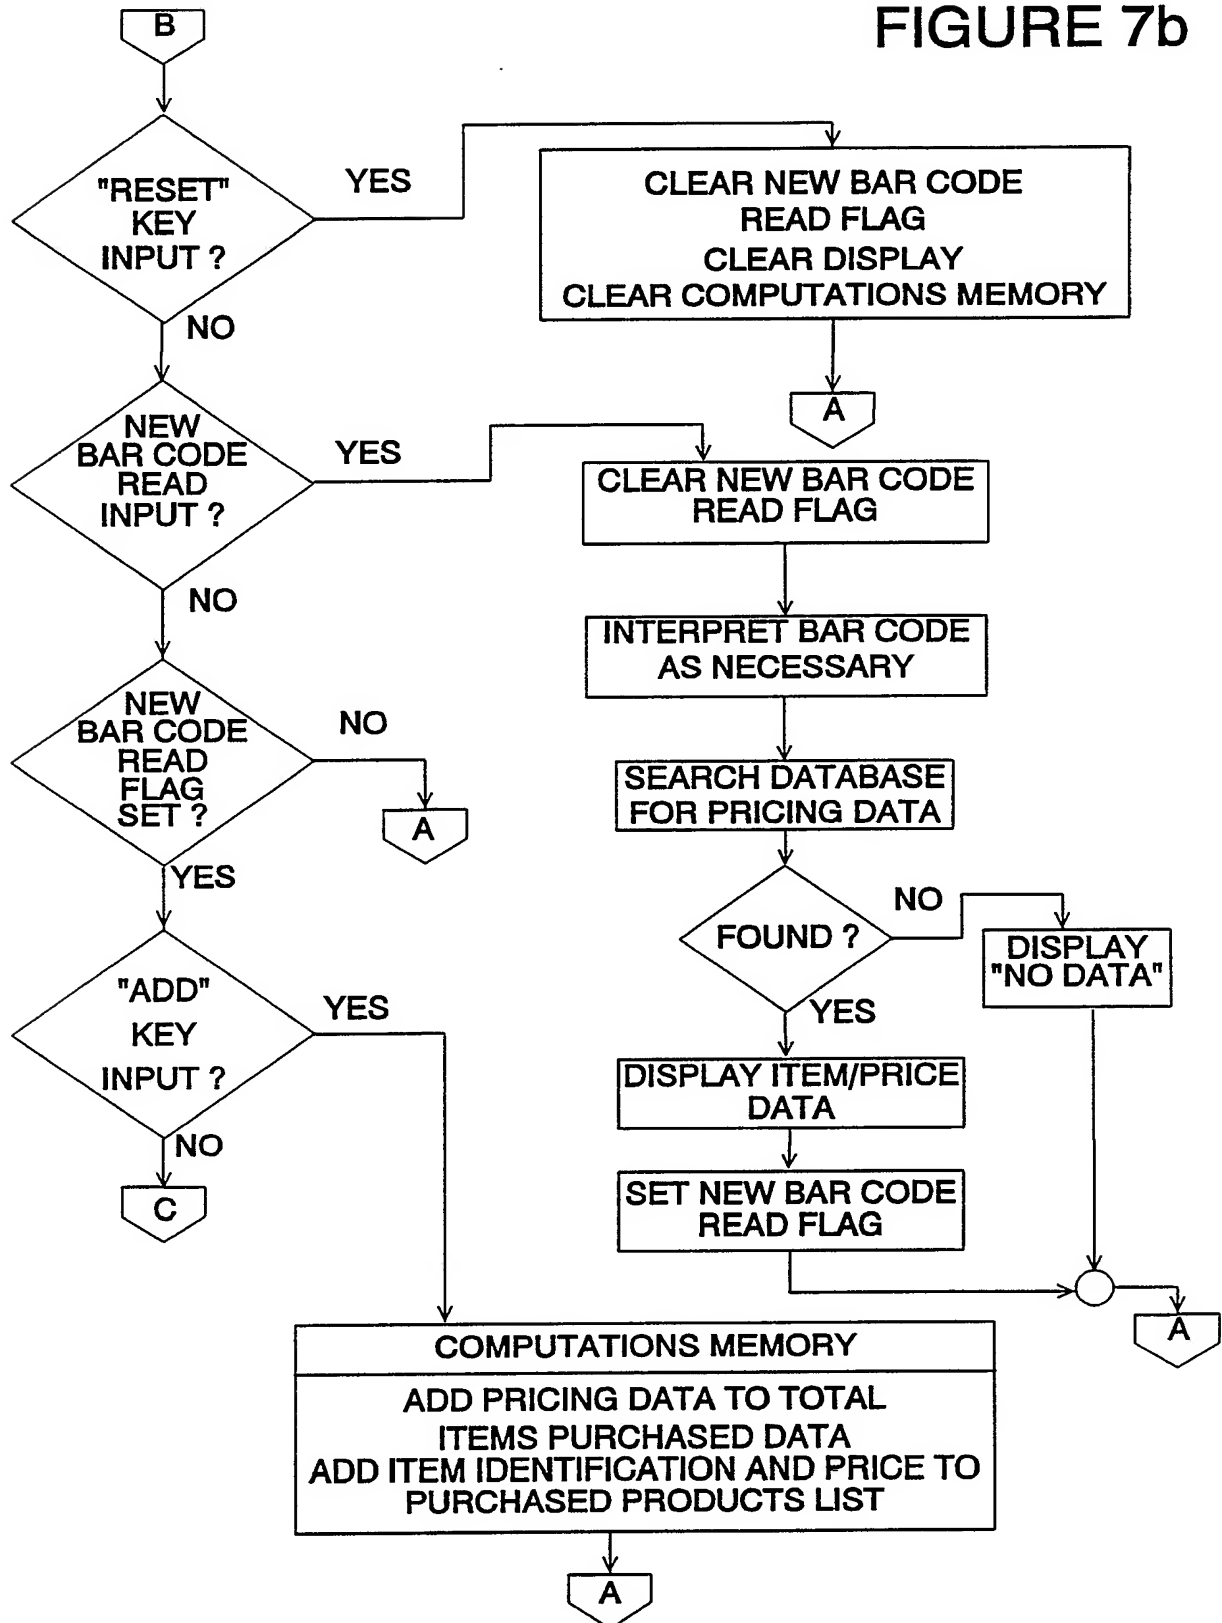 FIGURE 7b
B
"RESET"
KEY
INPUT ?
YES
NO
CLEAR NEW BAR CODE
READ FLAG
CLEAR DISPLAY
CLEAR COMPUTATIONS MEMORY
A
NEW
BAR CODE
READ
INPUT ?
YES
NO
CLEAR NEW BAR CODE
READ FLAG
INTERPRET BAR CODE
AS NECESSARY
SEARCH DATABASE
FOR PRICING DATA
FOUND ?
NO
YES
DISPLAY
"NO DATA"
DISPLAY ITEM/PRICE
DATA
SET NEW BAR CODE
READ FLAG
A
NEW
BAR CODE
READ
FLAG
SET ?
NO
A
YES
"ADD"
KEY
INPUT ?
YES
NO
C
COMPUTATIONS MEMORY
ADD PRICING DATA TO TOTAL
ITEMS PURCHASED DATA
ADD ITEM IDENTIFICATION AND PRICE TO
PURCHASED PRODUCTS LIST
A